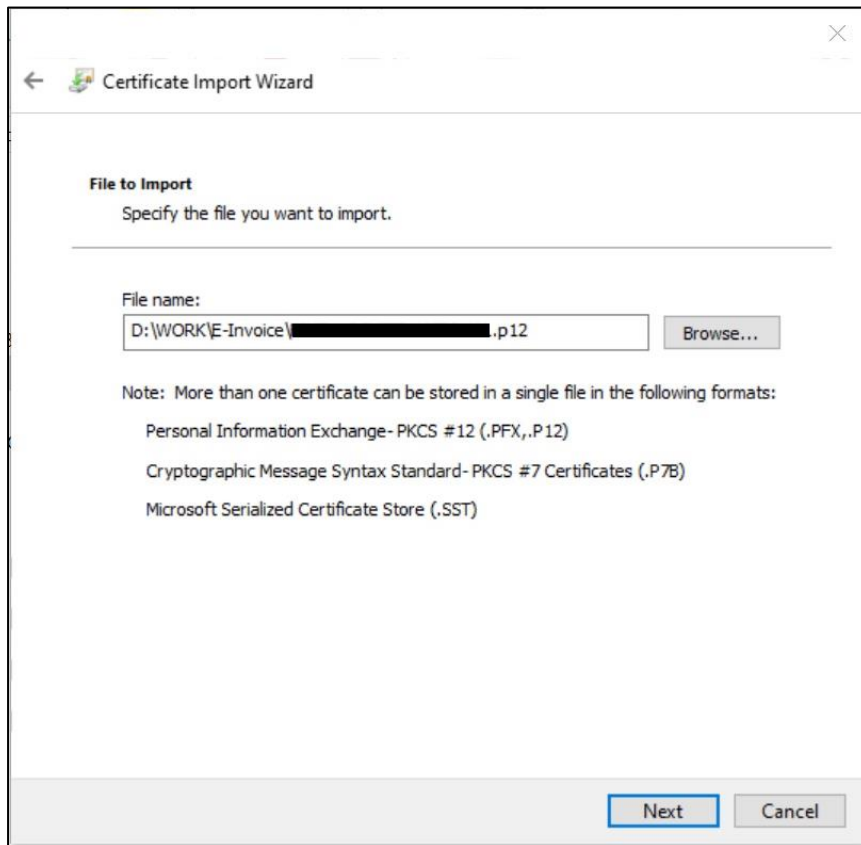 Certificate Import Wizard
File to Import
Specify the file you want to import.
File name:
D:\WORK\E-Invoice\ .p12
Browse...
Note: More than one certificate can be stored in a single file in the following formats:
Personal Information Exchange- PKCS #12 (.PFX,.P12)
Cryptographic Message Syntax Standard- PKCS #7 Certificates (.P7B)
Microsoft Serialized Certificate Store (.SST)
Next
Cancel